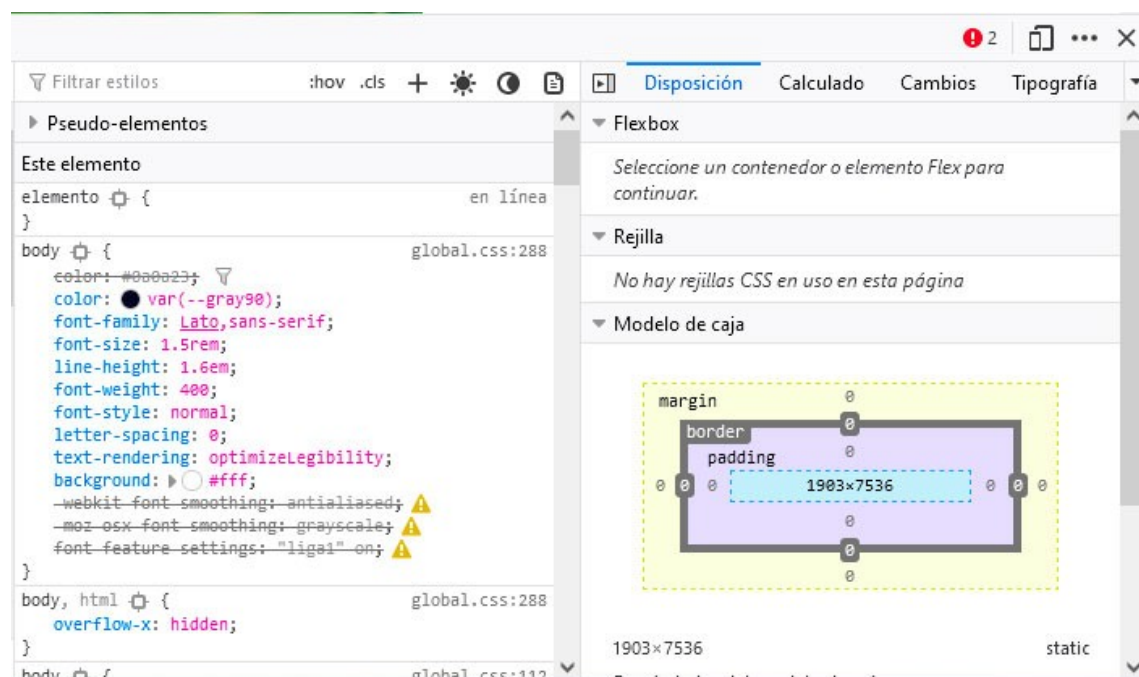 2
Filtrar estilos :hov .cls
Pseudo-elementos
Este elemento
elemento { en línea
}
body { global.css:288
color: #0a0a23;
color: var(--gray90);
font-family: Lato,sans-serif;
font-size: 1.5rem;
line-height: 1.6em;
font-weight: 400;
font-style: normal;
letter-spacing: 0;
text-rendering: optimizeLegibility;
background: #fff;
-webkit-font-smoothing: antialiased;
-moz-osx-font-smoothing: grayscale;
font-feature-settings: "liga1" on;
}
body, html { global.css:288
overflow-x: hidden;
}
body { global.css:112
Disposición Calculado Cambios Tipografía
Flexbox
Seleccione un contenedor o elemento Flex para
continuar.
Rejilla
No hay rejillas CSS en uso en esta página
Modelo de caja
margin 0
border 0
padding 0
0 0 0 1903×7536 0 0 0
0
0
0
1903×7536 static